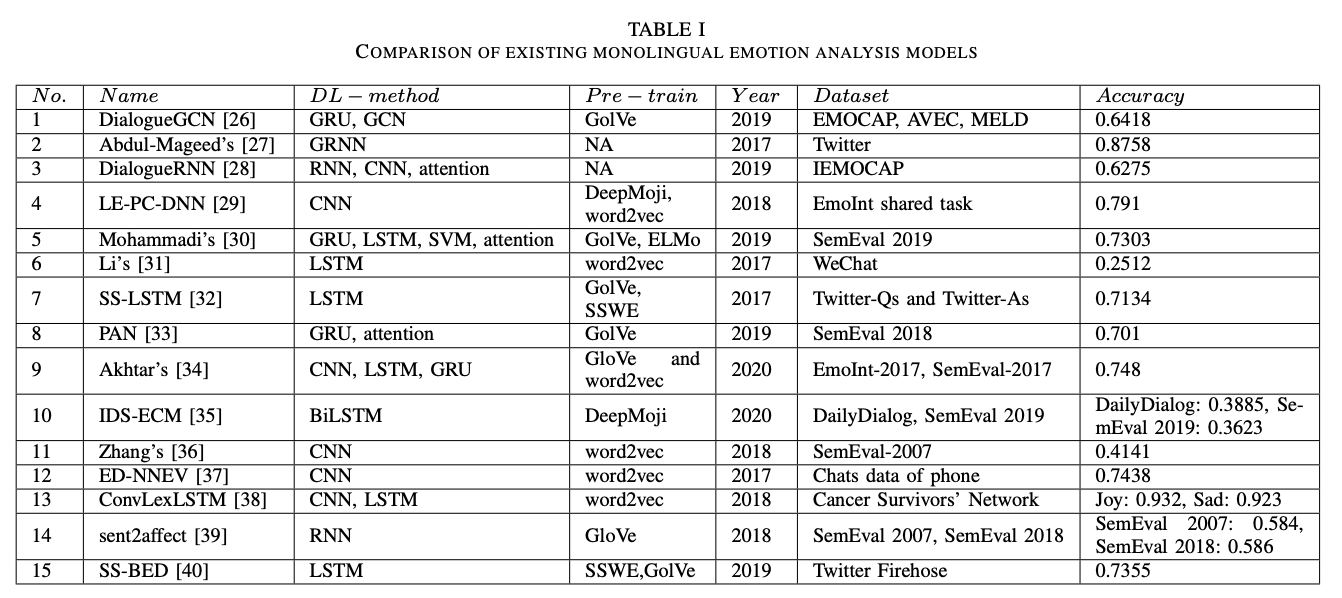 TABLE I
COMPARISON OF EXISTING MONOLINGUAL EMOTION ANALYSIS MODELS
No. Name DL – method Pre – train Year Dataset Accuracy
1 DialogueGCN [26] GRU, GCN GolVe 2019 EMOCAP, AVEC, MELD 0.6418
2 Abdul-Mageed's [27] GRNN NA 2017 Twitter 0.8758
3 DialogueRNN [28] RNN, CNN, attention NA 2019 IEMOCAP 0.6275
4 LE-PC-DNN [29] CNN DeepMoji, word2vec 2018 EmoInt shared task 0.791
5 Mohammadi's [30] GRU, LSTM, SVM, attention GolVe, ELMo 2019 SemEval 2019 0.7303
6 Li's [31] LSTM word2vec 2017 WeChat 0.2512
7 SS-LSTM [32] LSTM GolVe, SSWE 2017 Twitter-Qs and Twitter-As 0.7134
8 PAN [33] GRU, attention GolVe 2019 SemEval 2018 0.701
9 Akhtar's [34] CNN, LSTM, GRU GloVe and word2vec 2020 EmoInt-2017, SemEval-2017 0.748
10 IDS-ECM [35] BiLSTM DeepMoji 2020 DailyDialog, SemEval 2019 DailyDialog: 0.3885, Se-
mEval 2019: 0.3623
11 Zhang's [36] CNN word2vec 2018 SemEval-2007 0.4141
12 ED-NNEV [37] CNN word2vec 2017 Chats data of phone 0.7438
13 ConvLexLSTM [38] CNN, LSTM word2vec 2018 Cancer Survivors' Network Joy: 0.932, Sad: 0.923
14 sent2affect [39] RNN GloVe 2018 SemEval 2007, SemEval 2018 SemEval 2007: 0.584,
SemEval 2018: 0.586
15 SS-BED [40] LSTM SSWE,GolVe 2019 Twitter Firehose 0.7355